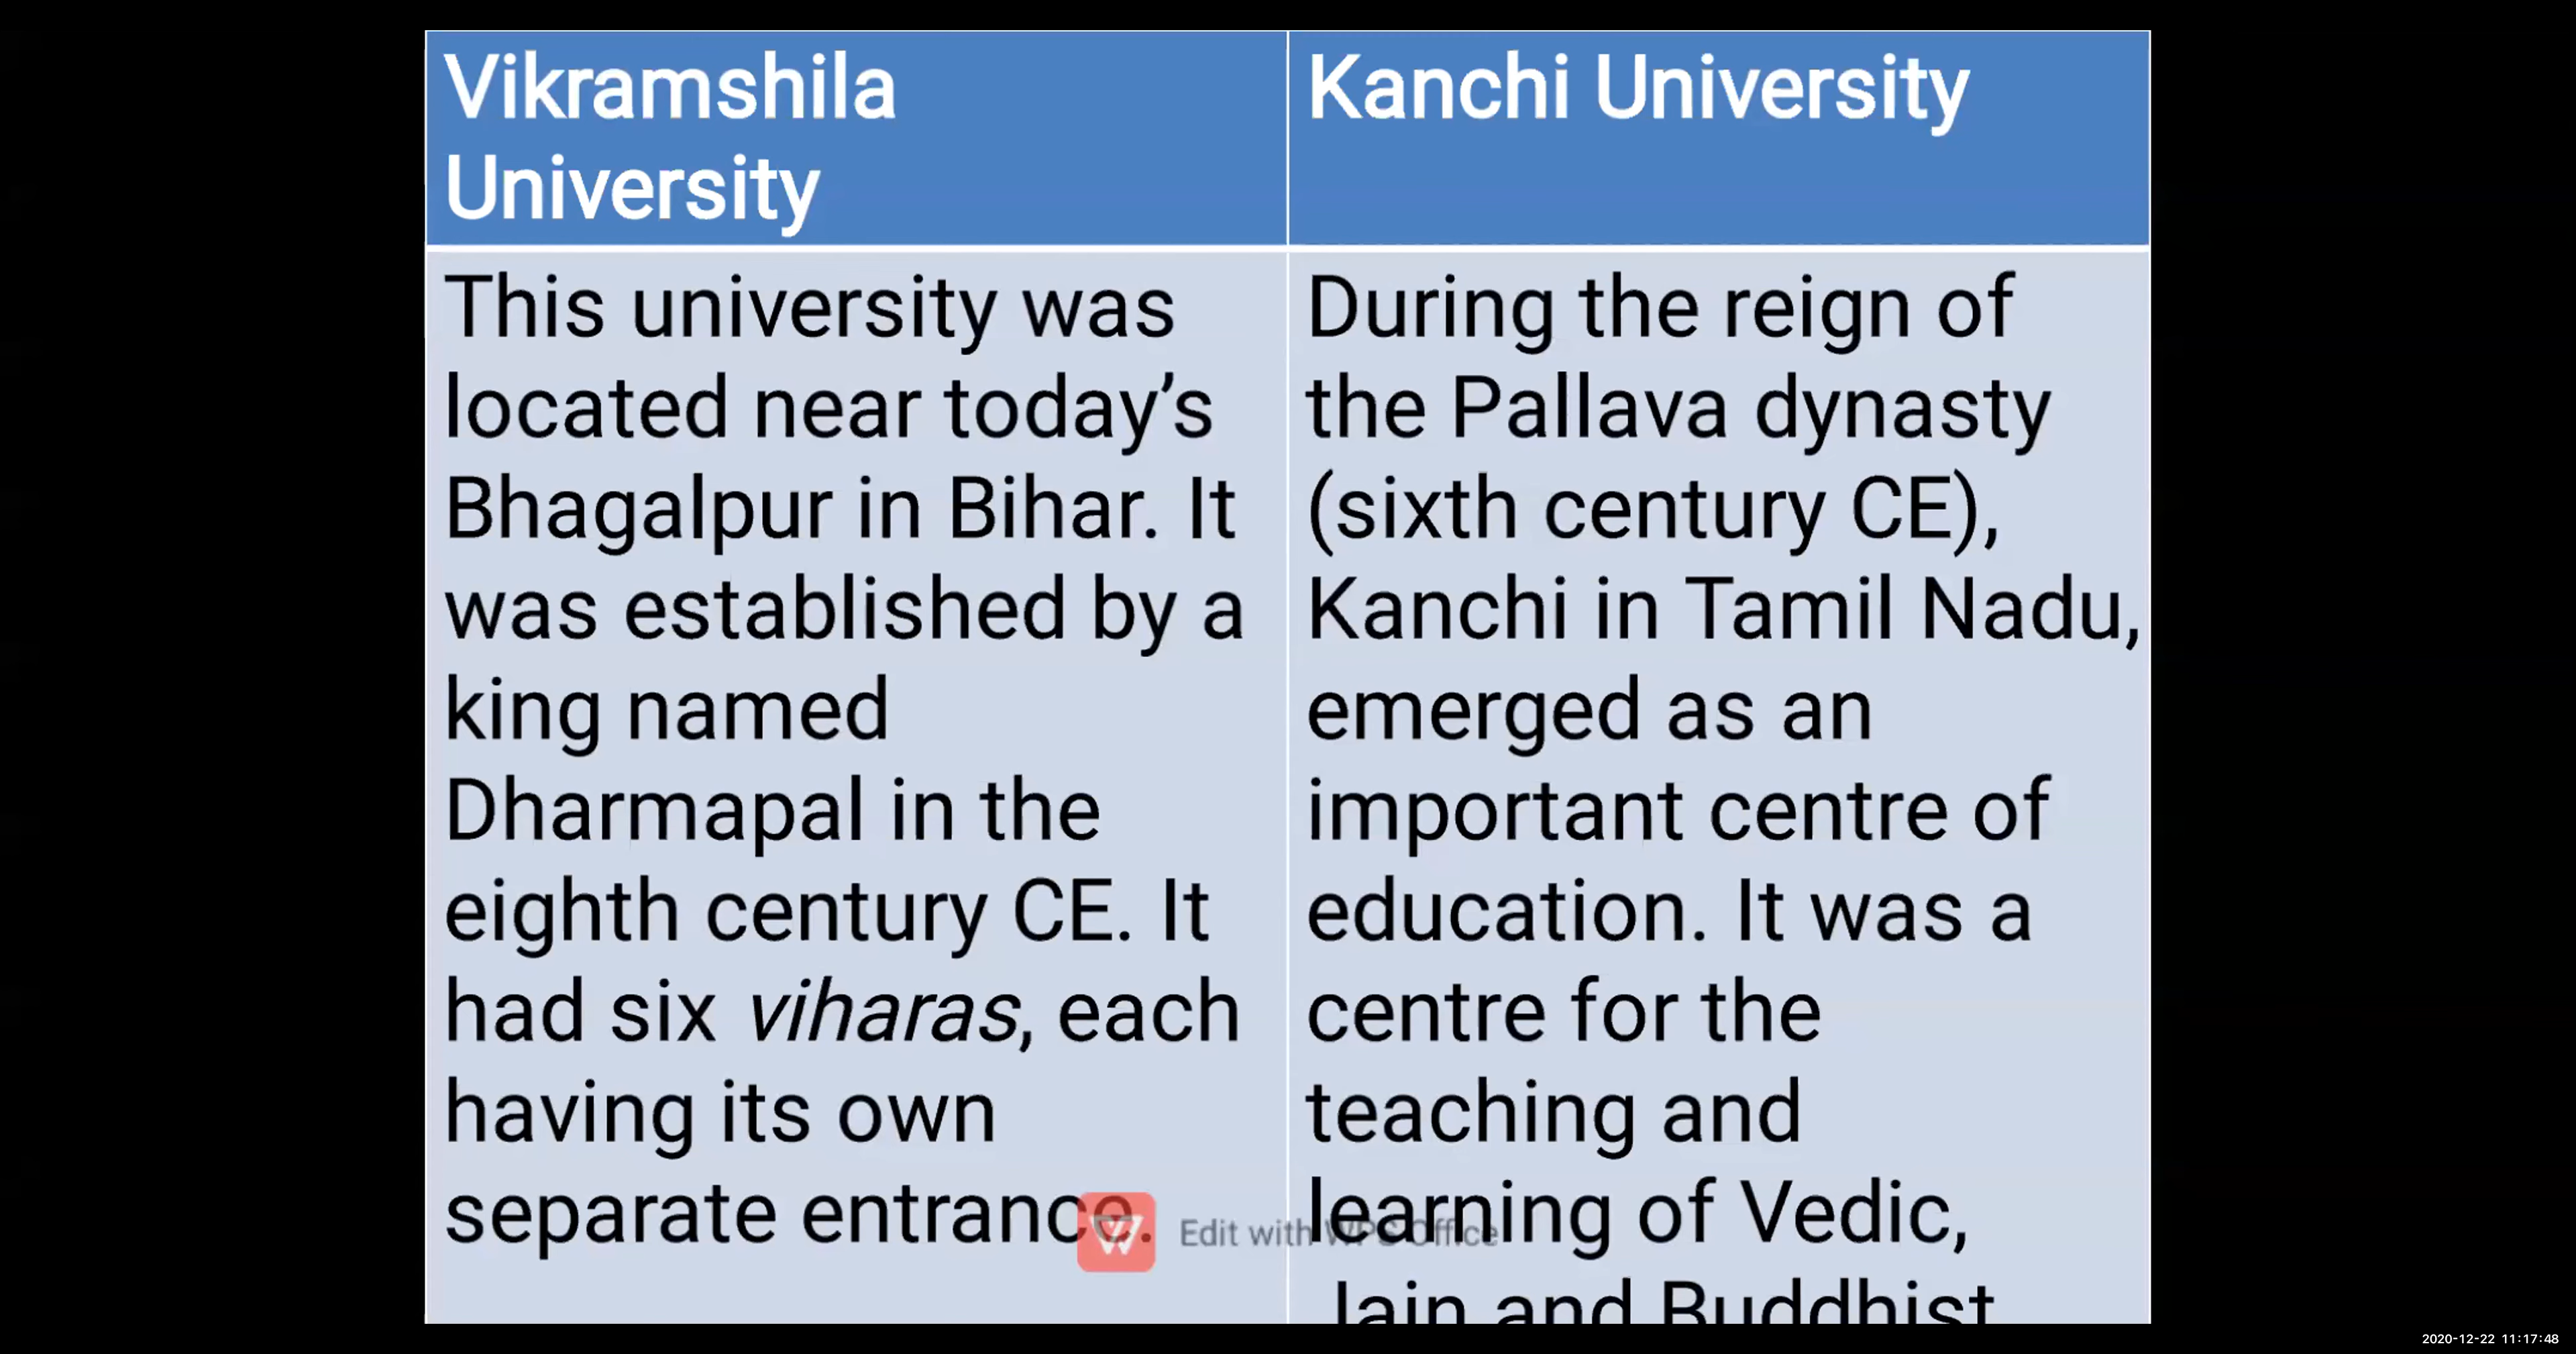 Vikramshila
University
This university was
located near today’s
Bhagalpur in Bihar. It
was established by a
king named
Dharmapal in the
eighth century CE. It
had six viharas, each
having its own
separate entrance.
Kanchi University
During the reign of
the Pallava dynasty
(sixth century CE),
Kanchi in Tamil Nadu,
emerged as an
important centre of
education. It was a
centre for the
teaching and
learning of Vedic,
Jain and Buddhist
Edit with WPS Office
2020-12-22 11:17:48